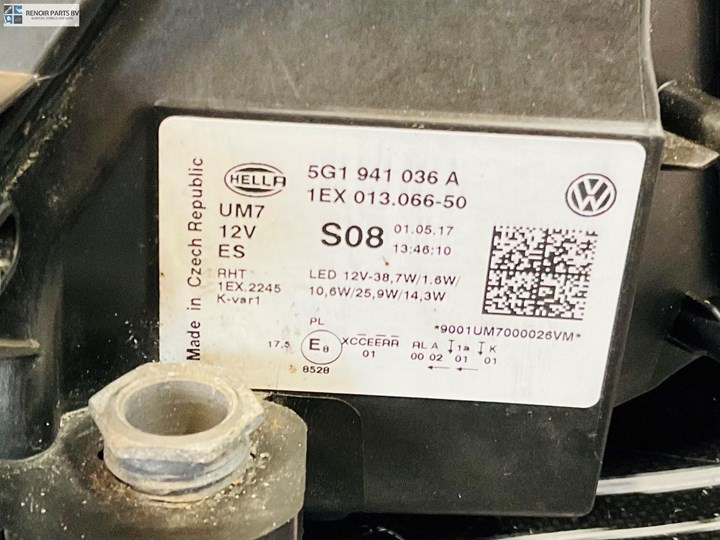 RENOIR PARTS BV
Made in Czech Republic
HELLA
5G1 941 036 A
1EX 013.066-50
UM7
12V
ES
S08
01.05.17
13:46:10
RHT
1EX.2245
K-var1
LED 12V-38,7W/1.6W/
10,6W/25,9W/14,3W
*9001UM7000026VM*
PL
17.5
E8
XCCEERR
01
RL A 1a K
00 02 01 01
8528